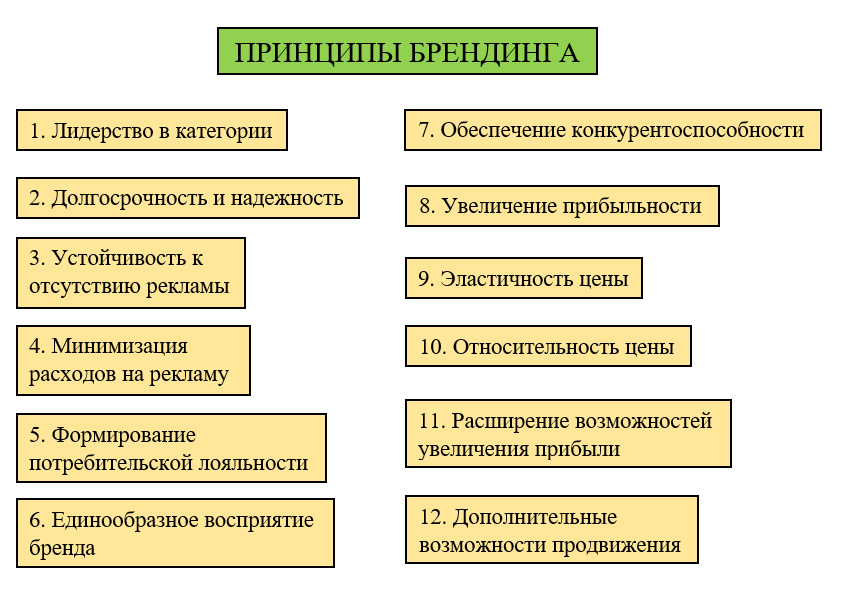 ПРИНЦИПЫ БРЕНДИНГА
1. Лидерство в категории
2. Долгосрочность и надежность
3. Устойчивость к
отсутствию рекламы
4. Минимизация
расходов на рекламу
5. Формирование
потребительской лояльности
6. Единообразное восприятие
бренда
7. Обеспечение конкурентоспособности
8. Увеличение прибыльности
9. Эластичность цены
10. Относительность цены
11. Расширение возможностей
увеличения прибыли
12. Дополнительные
возможности продвижения